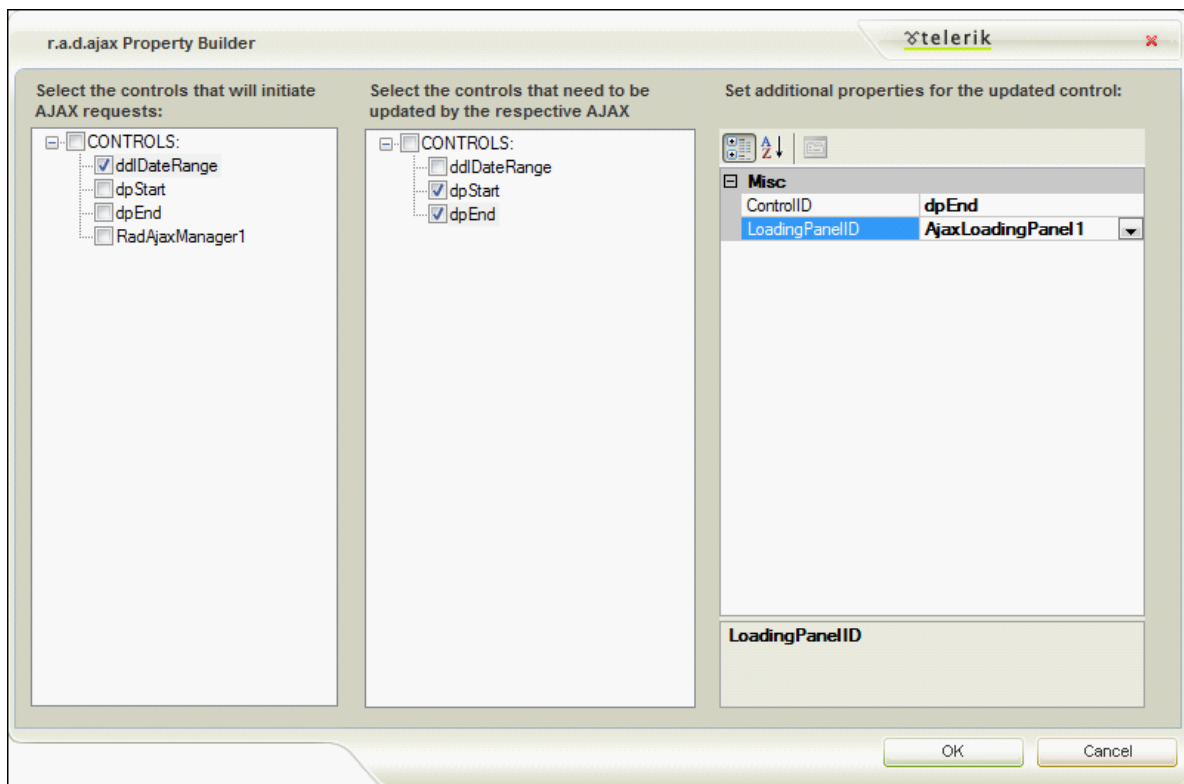 r.a.d.ajax Property Builder
telerik
Select the controls that will initiate
AJAX requests:
CONTROLS:
ddlDateRange
dpStart
dpEnd
RadAjaxManager1
Select the controls that need to be
updated by the respective AJAX
CONTROLS:
ddlDateRange
dpStart
dpEnd
Set additional properties for the updated control:
A
Z
Misc
ControlID dpEnd
LoadingPanelID AjaxLoadingPanel1
LoadingPanelID
OK Cancel